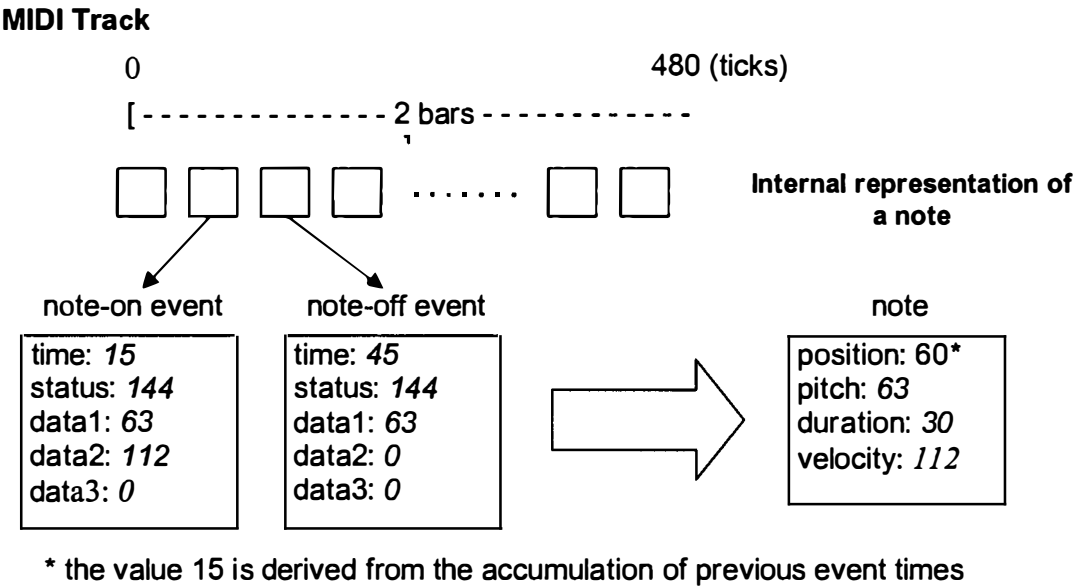 MIDI Track
0
480 (ticks)
[ - - - - - - - - - - - - - - 2 bars - - - - - - - - - - - -
Internal representation of
a note
note-on event
time: 15
status: 144
data1: 63
data2: 112
data3: 0
note-off event
time: 45
status: 144
data1: 63
data2: 0
data3: 0
note
position: 60*
pitch: 63
duration: 30
velocity: 112
* the value 15 is derived from the accumulation of previous event times